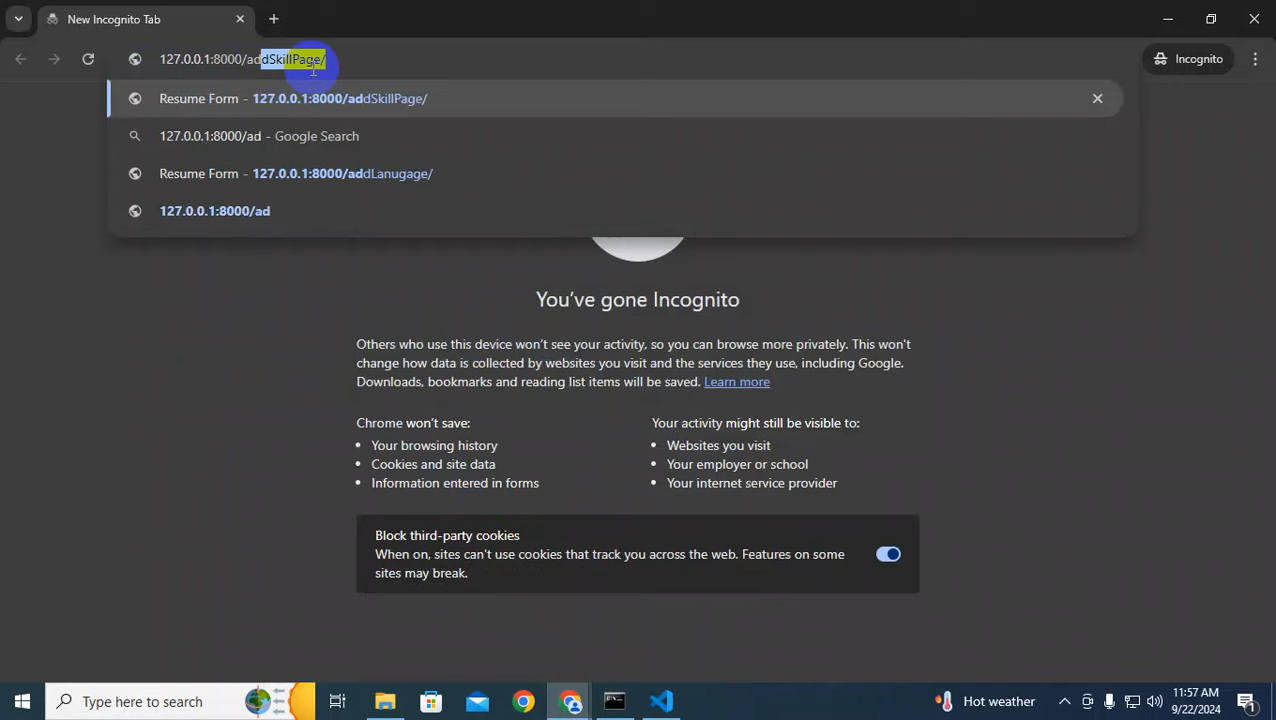 New Incognito Tab
127.0.0.1:8000/addSkillPage/
Incognito
Resume Form - 127.0.0.1:8000/addSkillPage/
127.0.0.1:8000/ad - Google Search
Resume Form - 127.0.0.1:8000/addLanugage/
127.0.0.1:8000/ad
You've gone Incognito
Others who use this device won't see your activity, so you can browse more privately. This won't
change how data is collected by websites you visit and the services they use, including Google.
Downloads, bookmarks and reading list items will be saved. Learn more
Chrome won't save:
• Your browsing history
• Cookies and site data
• Information entered in forms
Your activity might still be visible to:
• Websites you visit
• Your employer or school
• Your internet service provider
Block third-party cookies
When on, sites can't use cookies that track you across the web. Features on some
sites may break.
Type here to search
Hot weather
11:57 AM
9/22/2024
1